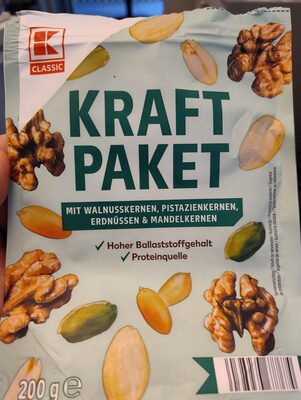 K
CLASSIC
KRAFT
PAKET
MIT WALNUSSKERNEN, PISTAZIENKERNEN,
ERDNÜSSEN & MANDELKERNEN
✓ Hoher Ballaststoffgehalt
✓ Proteinquelle
200 g e